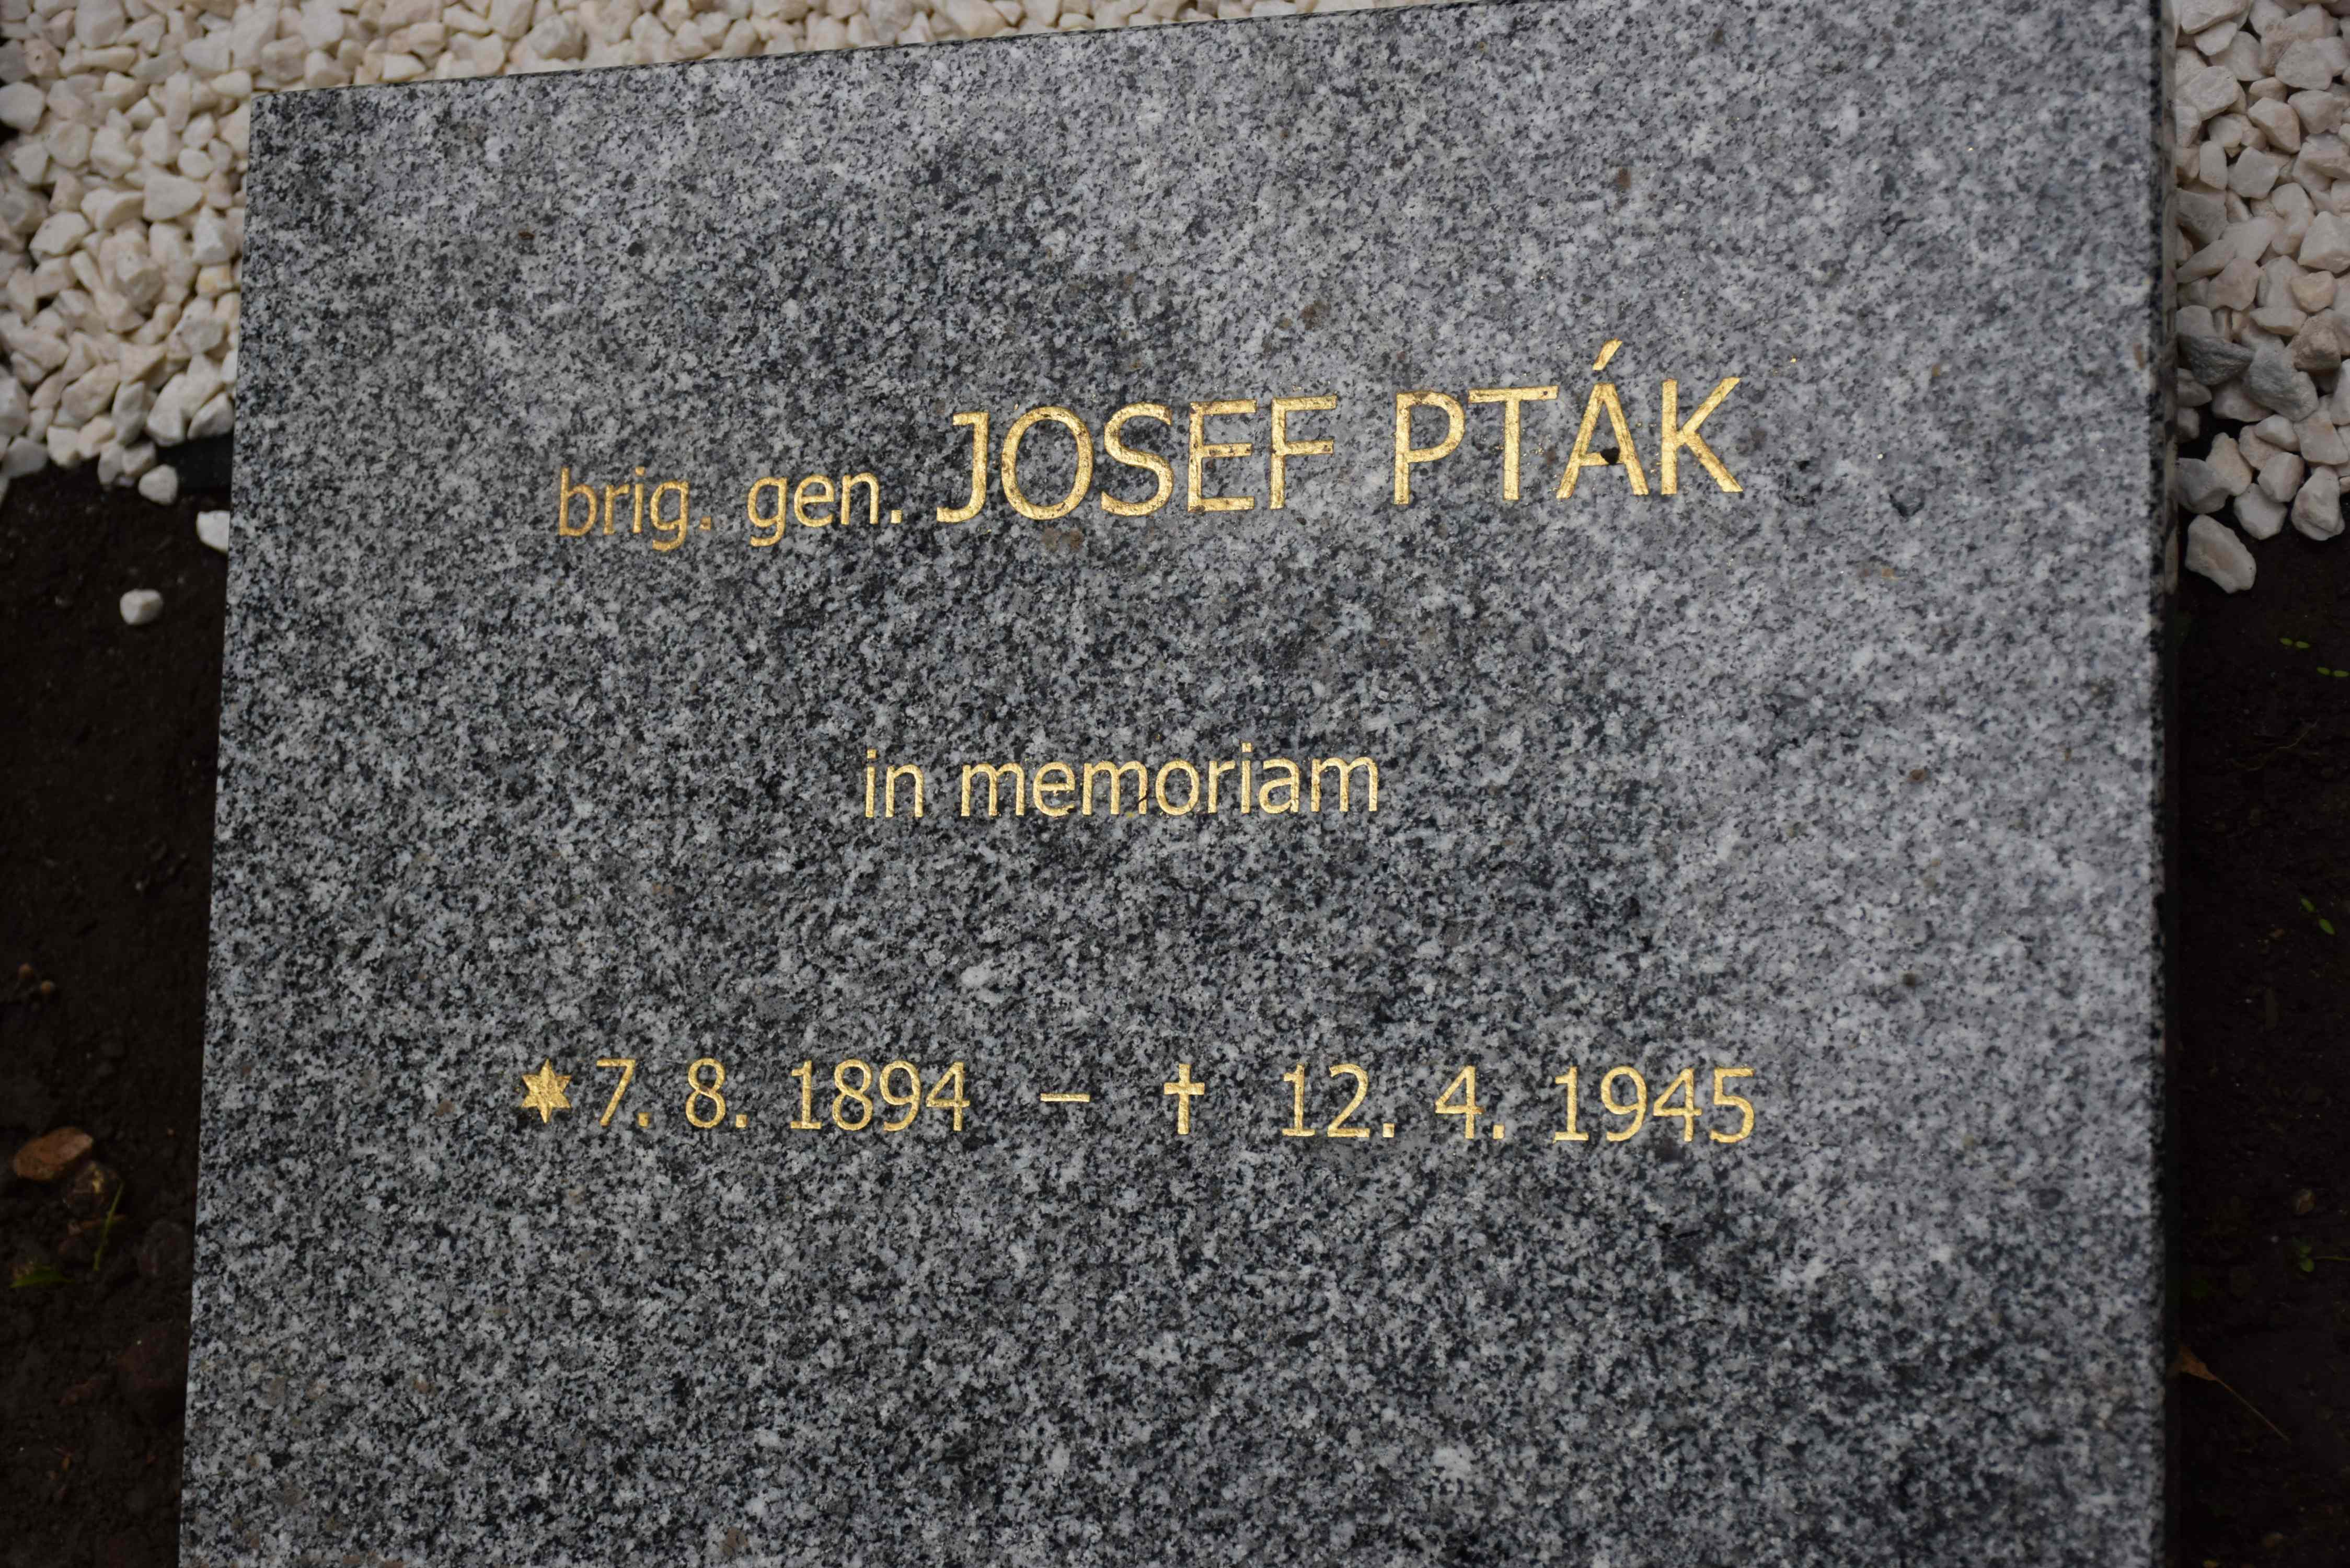 brig. gen. JOSEF PTÁK
in memoriam
✶7. 8. 1894 – † 12. 4. 1945